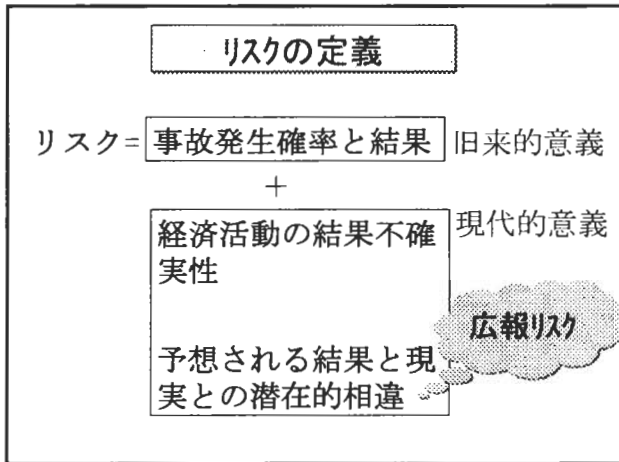 リスクの定義
リスク=事故発生確率と結果 旧来的意義
+
経済活動の結果不確 現代的意義
実性
広報リスク
予想される結果と現
実との潜在的相違